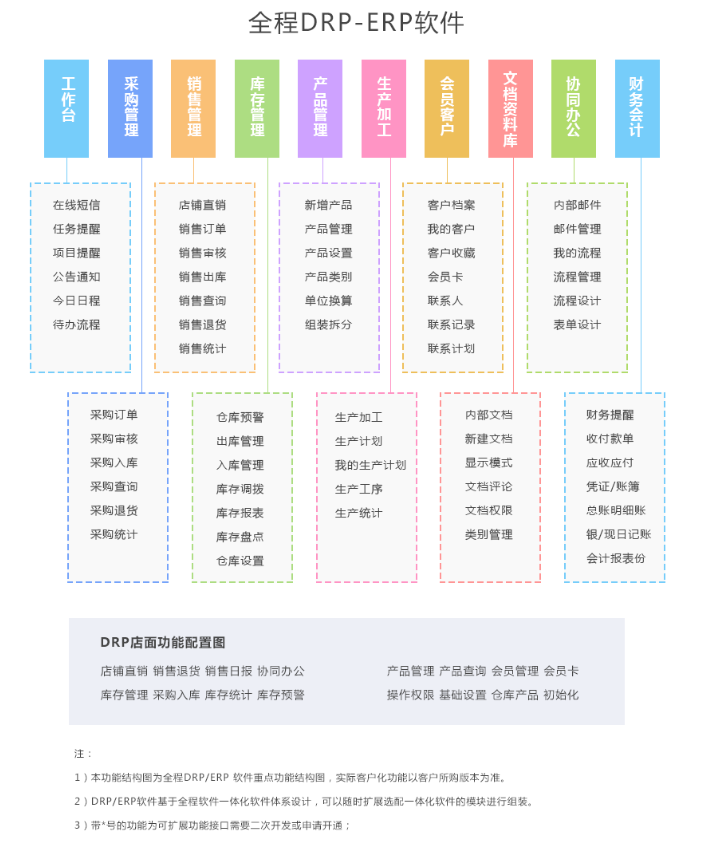 全程DRP-ERP软件
工作台
采购管理
销售管理
库存管理
产品管理
生产加工
会员客户
文档资料库
协同办公
财务会计
在线短信
任务提醒
项目提醒
公告通知
今日日程
待办流程
店铺直销
销售订单
销售审核
销售出库
销售查询
销售退货
销售统计
新增产品
产品管理
产品设置
产品类别
单位换算
组装拆分
客户档案
我的客户
客户收藏
会员卡
联系人
联系记录
联系计划
内部邮件
邮件管理
我的流程
流程管理
流程设计
表单设计
采购订单
采购审核
采购入库
采购查询
采购退货
采购统计
仓库预警
出库管理
入库管理
库存调拨
库存报表
库存盘点
仓库设置
生产加工
生产计划
我的生产计划
生产工序
生产统计
内部文档
新建文档
显示模式
文档评论
文档权限
类别管理
财务提醒
收付款单
应收应付
凭证/账簿
总账明细账
银/现日记账
会计报表份
DRP店面功能配置图
店铺直销 销售退货 销售日报 协同办公
库存管理 采购入库 库存统计 库存预警
产品管理 产品查询 会员管理 会员卡
操作权限 基础设置 仓库产品 初始化
注：
1）本功能结构图为全程DRP/ERP 软件重点功能结构图，实际客户化功能以客户所购版本为准。
2）DRP/ERP软件基于全程软件一体化软件体系设计，可以随时扩展选配一体化软件的模块进行组装。
3）带*号的功能为可扩展功能接口需要二次开发或申请开通；